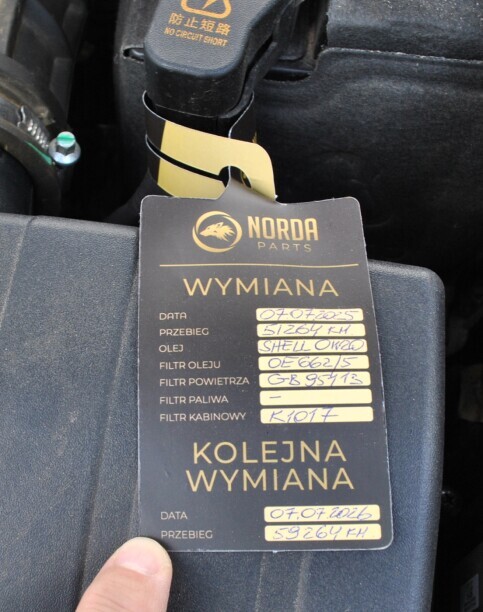 防止短路
NO CIRCUIT SHORT
NORDA
PARTS
WYMIANA
DATA 07.07.2025
PRZEBIEG 51264 KM
OLEJ SHELL 0W20
FILTR OLEJU OE662/5
FILTR POWIETRZA GB95413
FILTR PALIWA –
FILTR KABINOWY K1017
KOLEJNA
WYMIANA
DATA 07.07.2026
PRZEBIEG 59264 KM